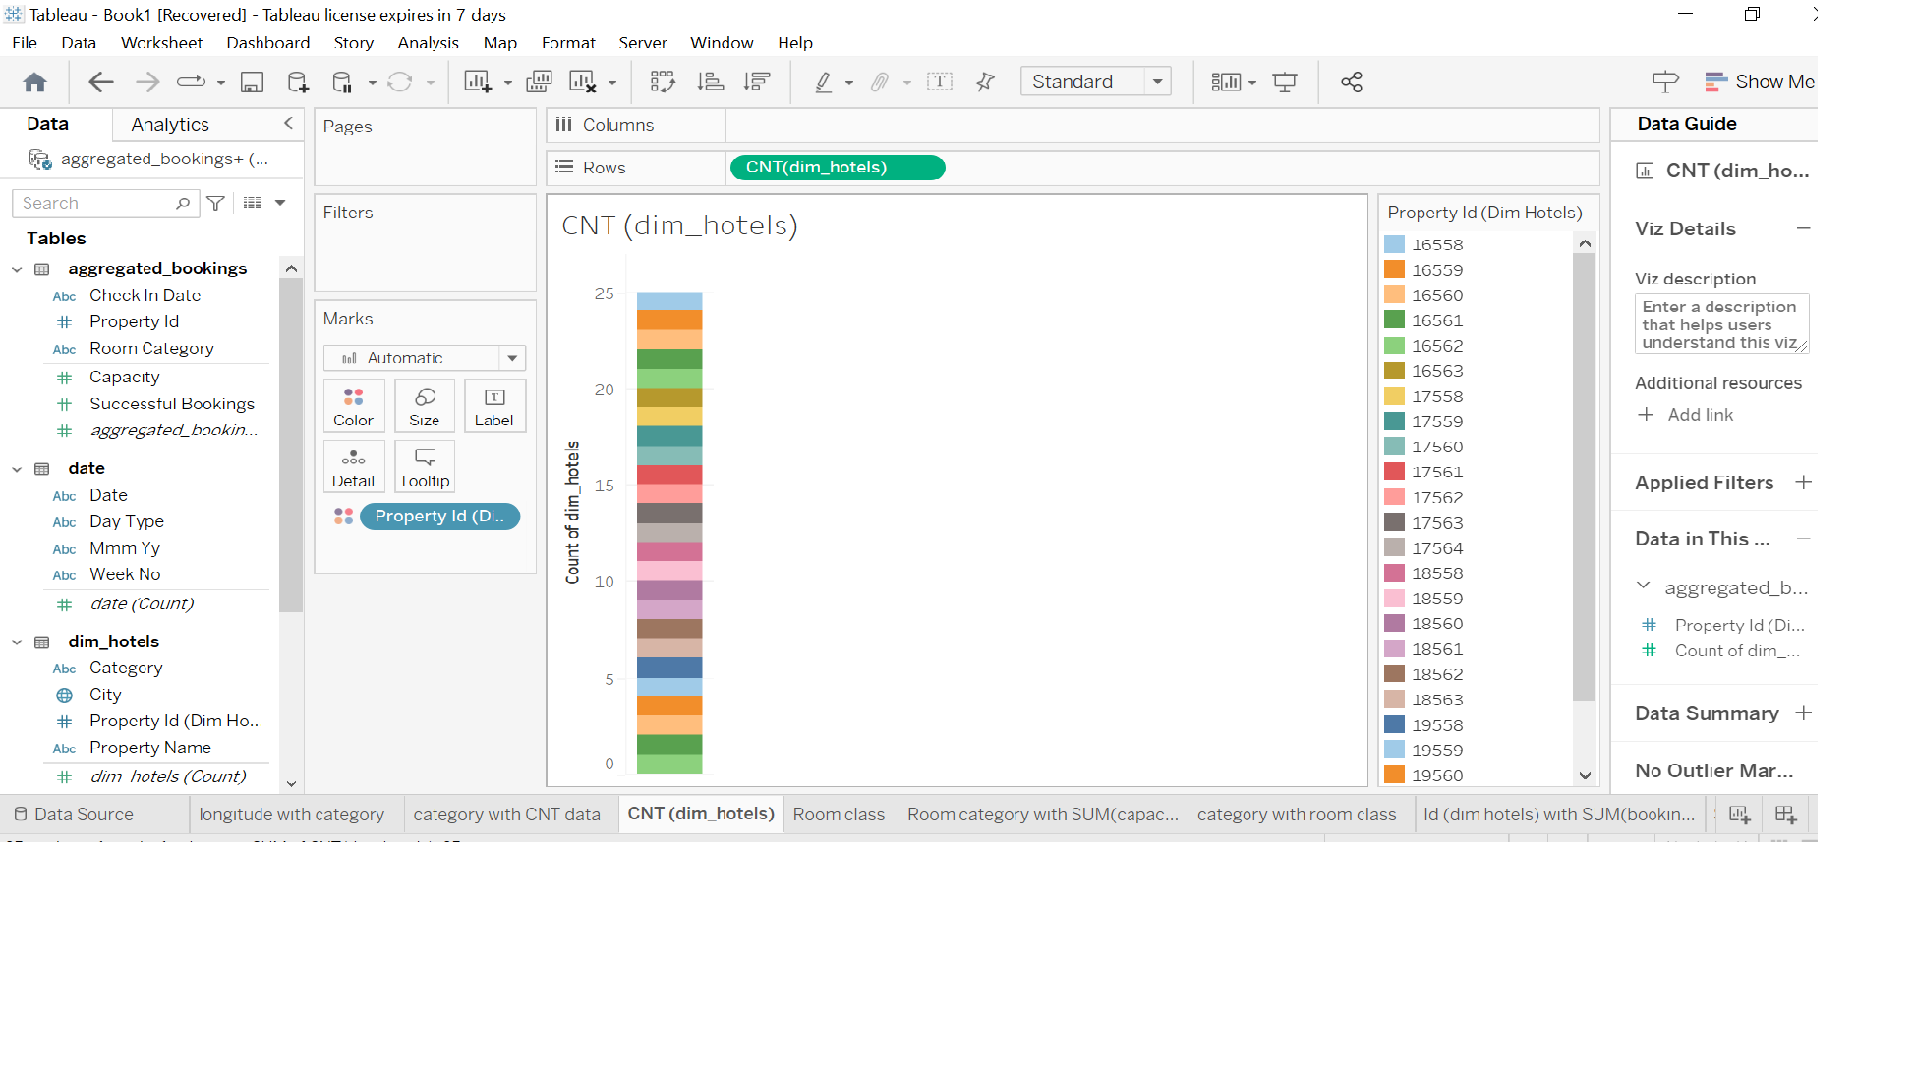 Tableau - Book1 [Recovered] - Tableau license expires in 7 days
File Data Worksheet Dashboard Story Analysis Map Format Server Window Help
Standard
Show Me
Data Analytics
aggregated_bookings+ (...
Search
Tables
aggregated_bookings
Abc Check In Date
Property Id
Abc Room Category
Capacity
Successful Bookings
aggregated_bookin...
date
Abc Date
Abc Day Type
Abc Mmm Yy
Abc Week No
date (Count)
dim_hotels
Abc Category
City
Property Id (Dim Ho..
Abc Property Name
dim_hotels (Count)
Pages
Filters
Marks
Automatic
Color Size Label
Detail Tooltip
Property Id (Di..
Columns
Rows CNT(dim_hotels)
CNT (dim_hotels)
Count of dim_hotels
25
20
15
10
5
0
Property Id (Dim Hotels)
16558
16559
16560
16561
16562
16563
17558
17559
17560
17561
17562
17563
17564
18558
18559
18560
18561
18562
18563
19558
19559
19560
Data Guide
CNT (dim_ho...
Viz Details
Viz description
Enter a description
that helps users
understand this viz
Additional resources
Add link
Applied Filters
Data in This ...
aggregated_b...
Property Id (Di...
Count of dim_...
Data Summary
No Outlier Mar...
Data Source longitude with category category with CNT data CNT (dim_hotels) Room class Room category with SUM(capac... category with room class Id (dim hotels) with SUM(bookin...